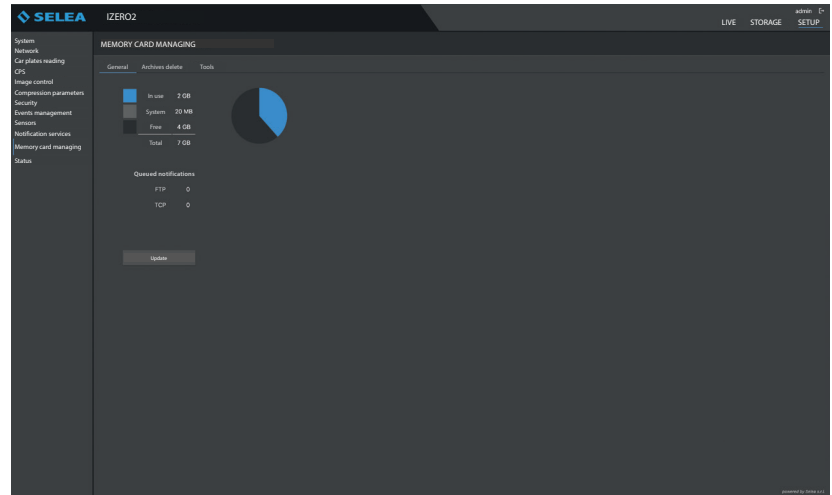 SELEA
IZERO2
admin
LIVE STORAGE SETUP
System
Network
Car plates reading
CPS
Image control
Compression parameters
Security
Events management
Sensors
Notification services
Memory card managing
Status
MEMORY CARD MANAGING
General Archives delete Tools
In use 2 GB
System 20 MB
Free 4 GB
Total 7 GB
Queued notifications
FTP 0
TCP 0
Update
powered by Selea s.r.l.